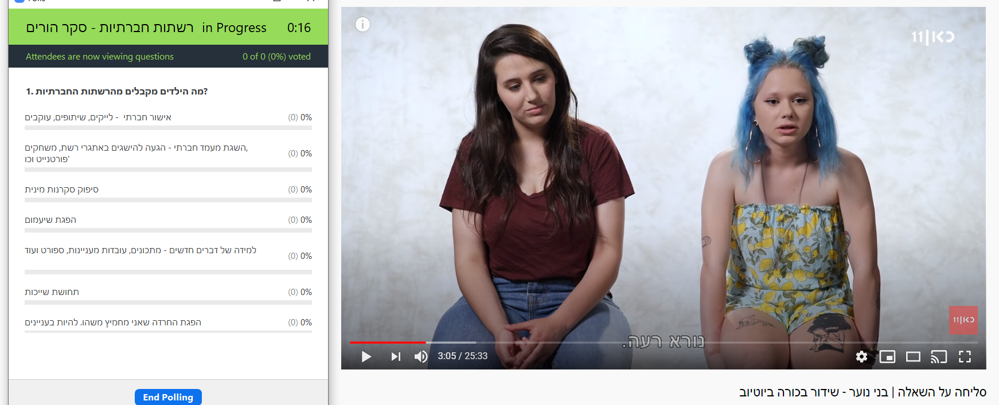 רשתות חברתיות - סקר הורים in Progress 0:16
Attendees are now viewing questions 0 of 0 (0%) voted
1. מה הילדים מקבלים מהרשתות החברתיות?
אישור חברתי - לייקים, שיתופים, עוקבים (0) 0%
השגת מעמד חברתי - הגעה להישגים באתגרי רשת, משחקים,
פורטנייט וכו' (0) 0%
סיפוק סקרנות מינית (0) 0%
הפגת שיעמום (0) 0%
למידה של דברים חדשים - מתכונים, עובדות מעניינות, ספורט ועוד (0) 0%
תחושת שייכות (0) 0%
הפגת החרדה שאני מחמיץ משהו. להיות בעניינים (0) 0%
End Polling
כאן|11
כאן|11
נורא רעה.
3:05 / 25:33
סליחה על השאלה | בני נוער - שידור בכורה ביוטיוב